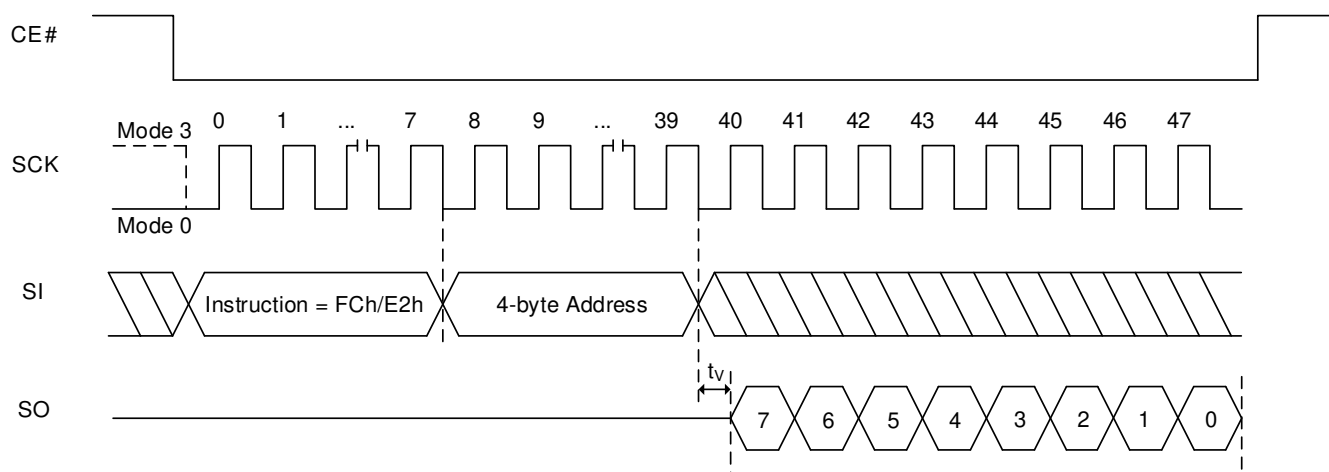 CE#
Mode 3
0 1 ... 7 8 9 ... 39 40 41 42 43 44 45 46 47
SCK
Mode 0
SI
Instruction = FCh/E2h
4-byte Address
tV
SO
7 6 5 4 3 2 1 0